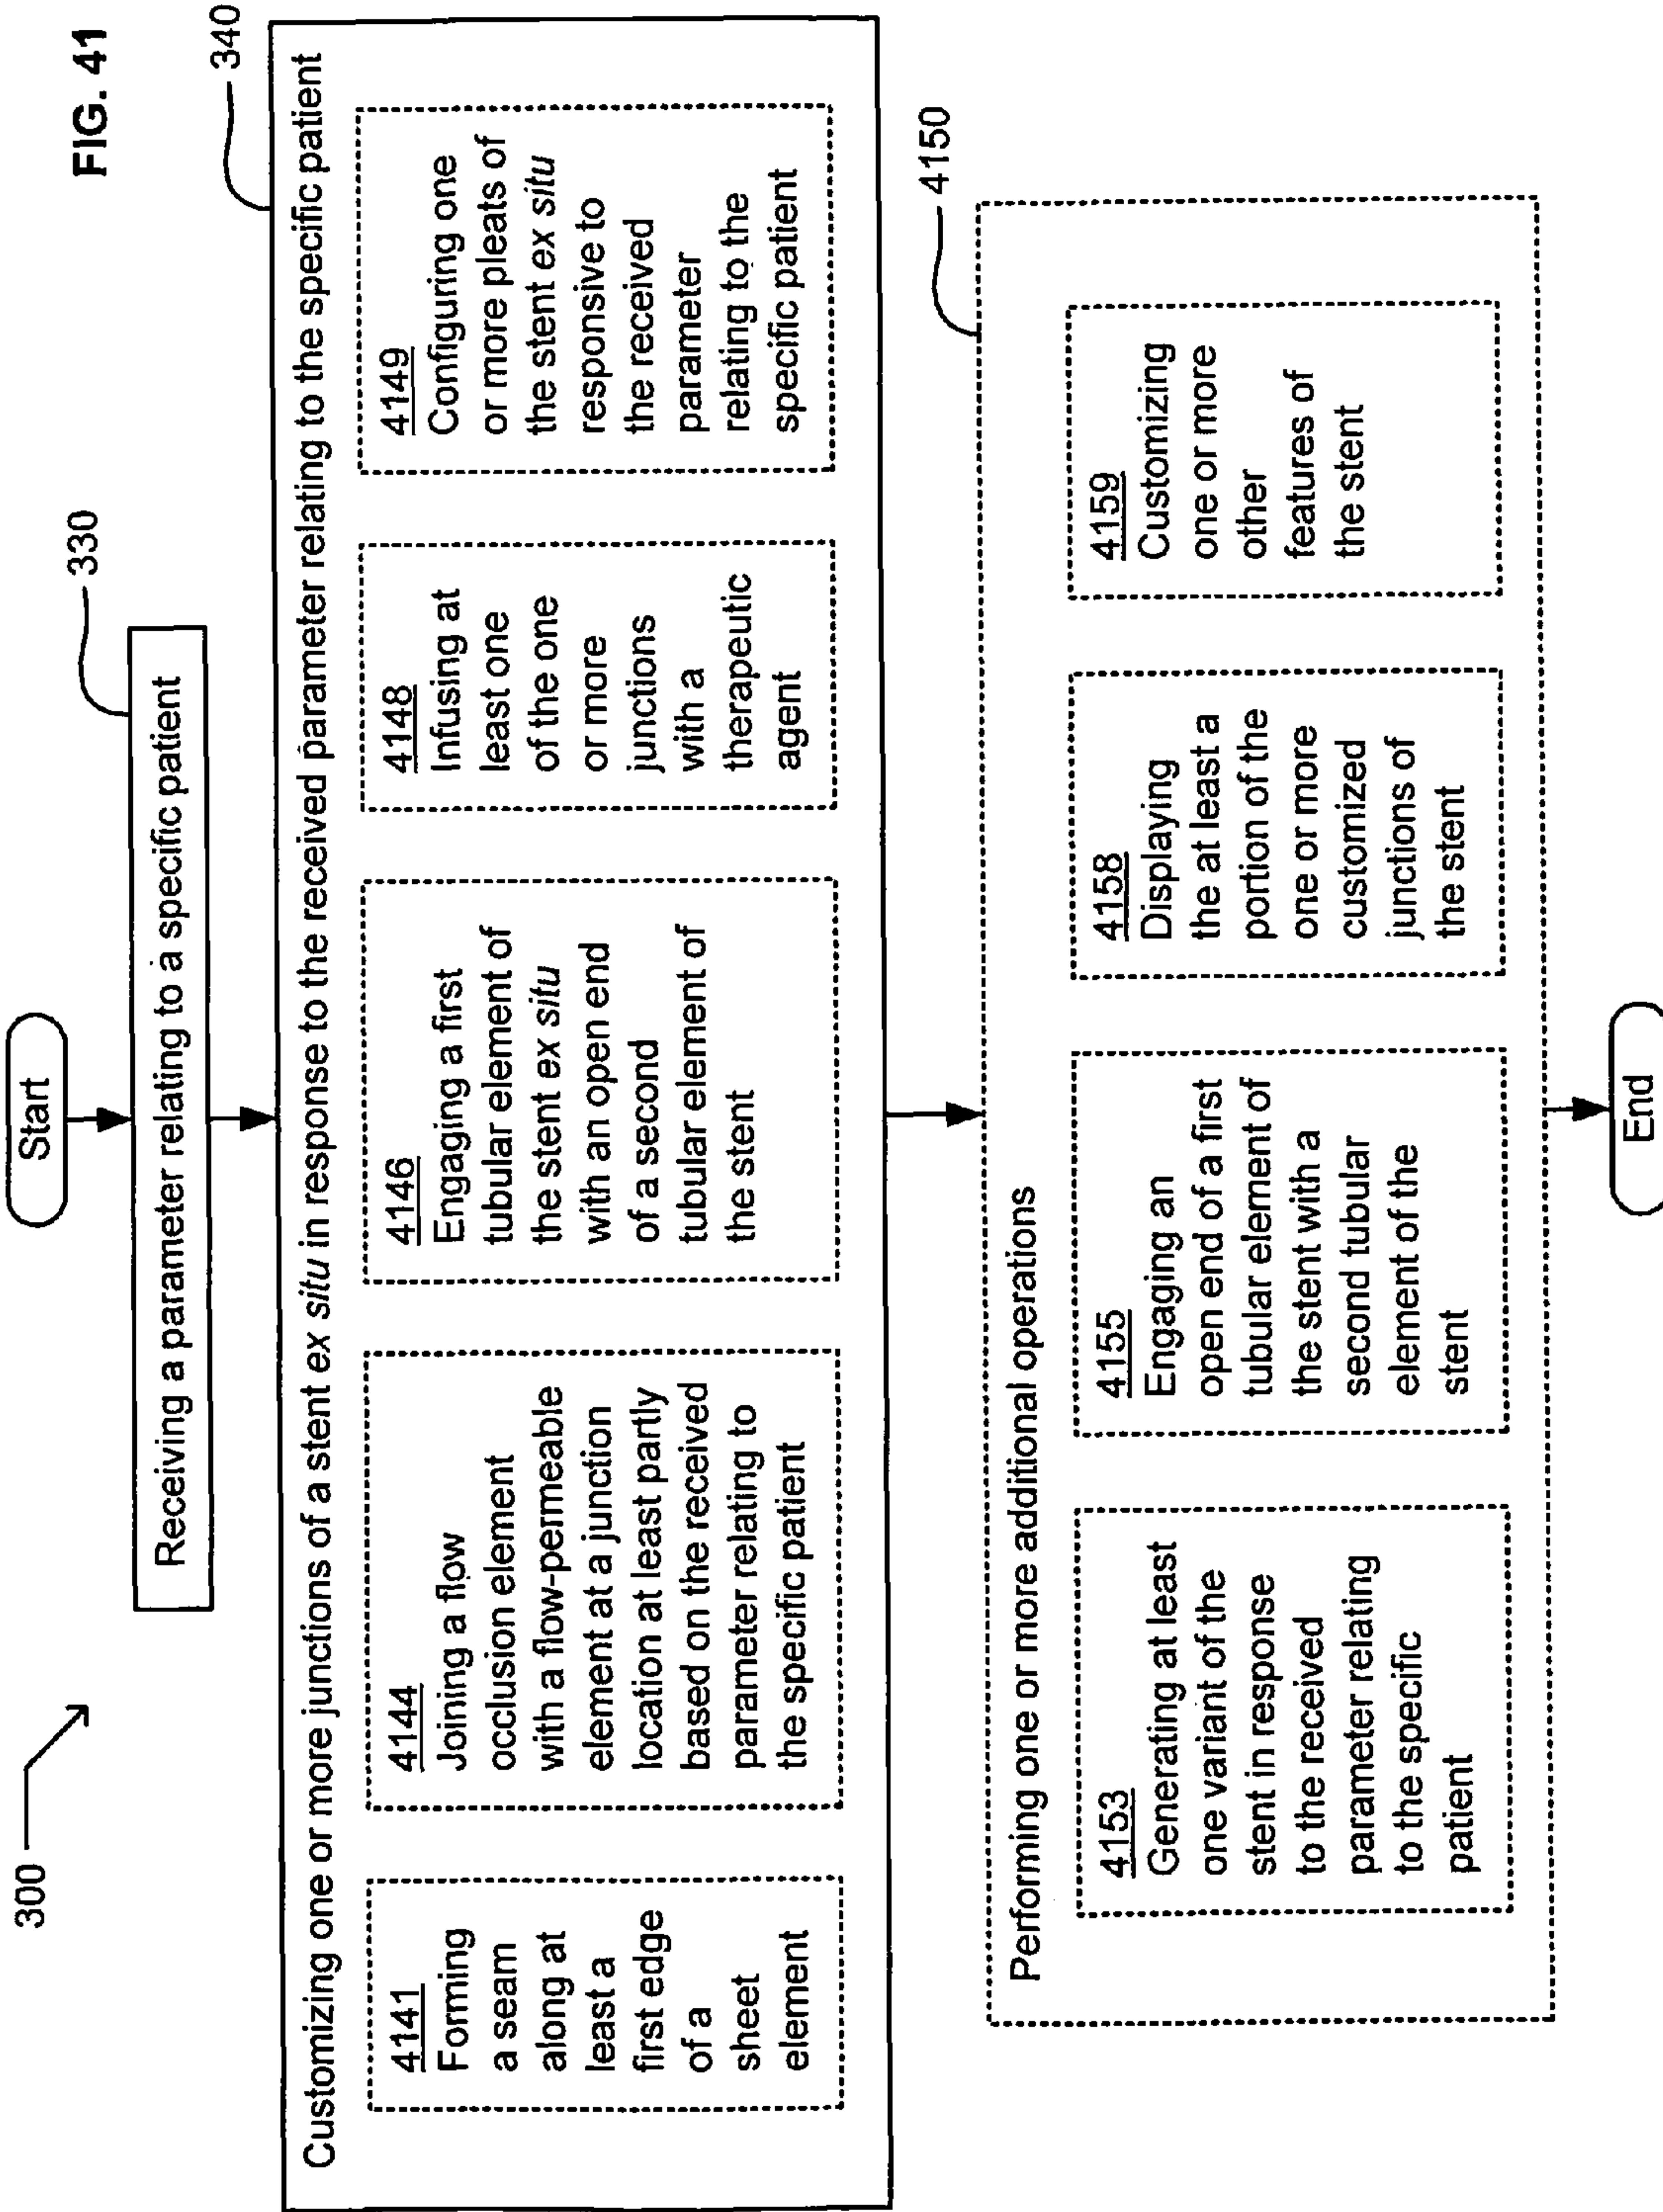 FIG. 41
300
Start
330
Receiving a parameter relating to a specific patient
340
Customizing one or more junctions of a stent ex situ in response to the received parameter relating to the specific patient
4141
Forming
a seam
along at
least a
first edge
of a
sheet
element
4144
Joining a flow
occlusion element
with a flow-permeable
element at a junction
location at least partly
based on the received
parameter relating to
the specific patient
4146
Engaging a first
tubular element of
the stent ex situ
with an open end
of a second
tubular element of
the stent
4148
Infusing at
least one
of the one
or more
junctions
with a
therapeutic
agent
4149
Configuring one
or more pleats of
the stent ex situ
responsive to
the received
parameter
relating to the
specific patient
4150
Performing one or more additional operations
4153
Generating at least
one variant of the
stent in response
to the received
parameter relating
to the specific
patient
4155
Engaging an
open end of a first
tubular element of
the stent with a
second tubular
element of the
stent
4158
Displaying
the at least a
portion of the
one or more
customized
junctions of
the stent
4159
Customizing
one or more
other
features of
the stent
End